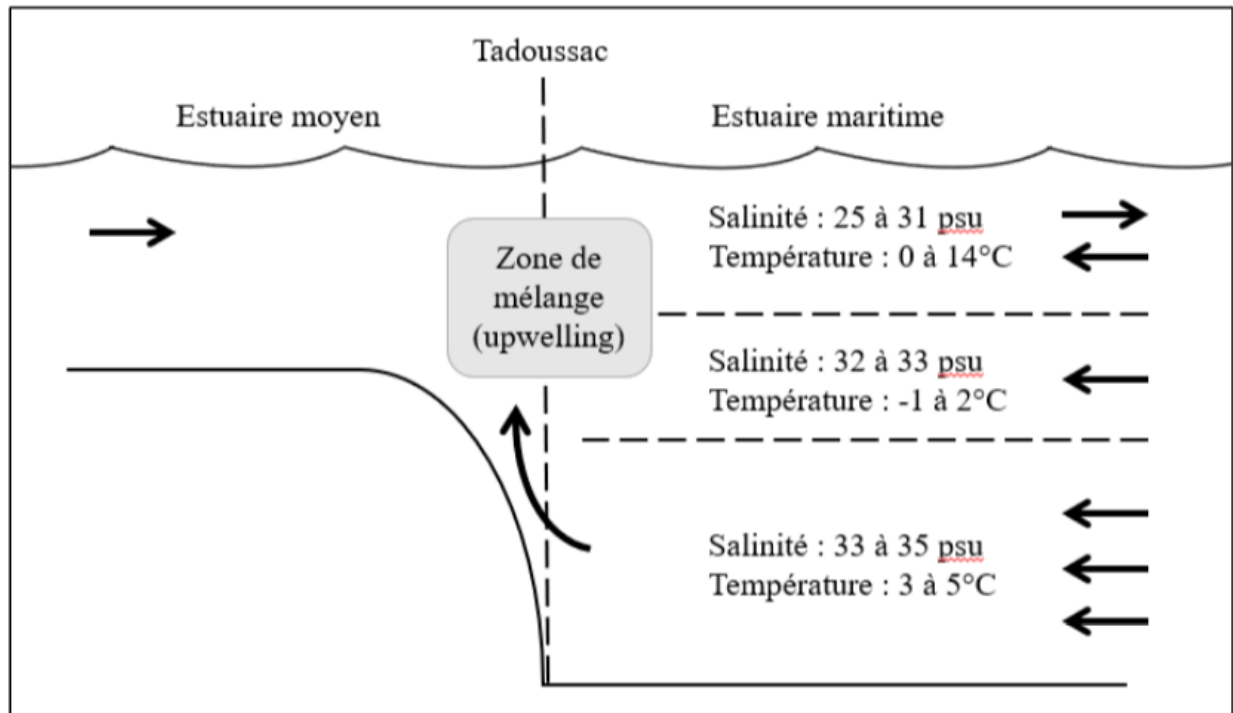 Tadoussac
Estuaire moyen
Estuaire maritime
Zone de
mélange
(upwelling)
Salinité : 25 à 31 psu
Température : 0 à 14°C
Salinité : 32 à 33 psu
Température : -1 à 2°C
Salinité : 33 à 35 psu
Température : 3 à 5°C